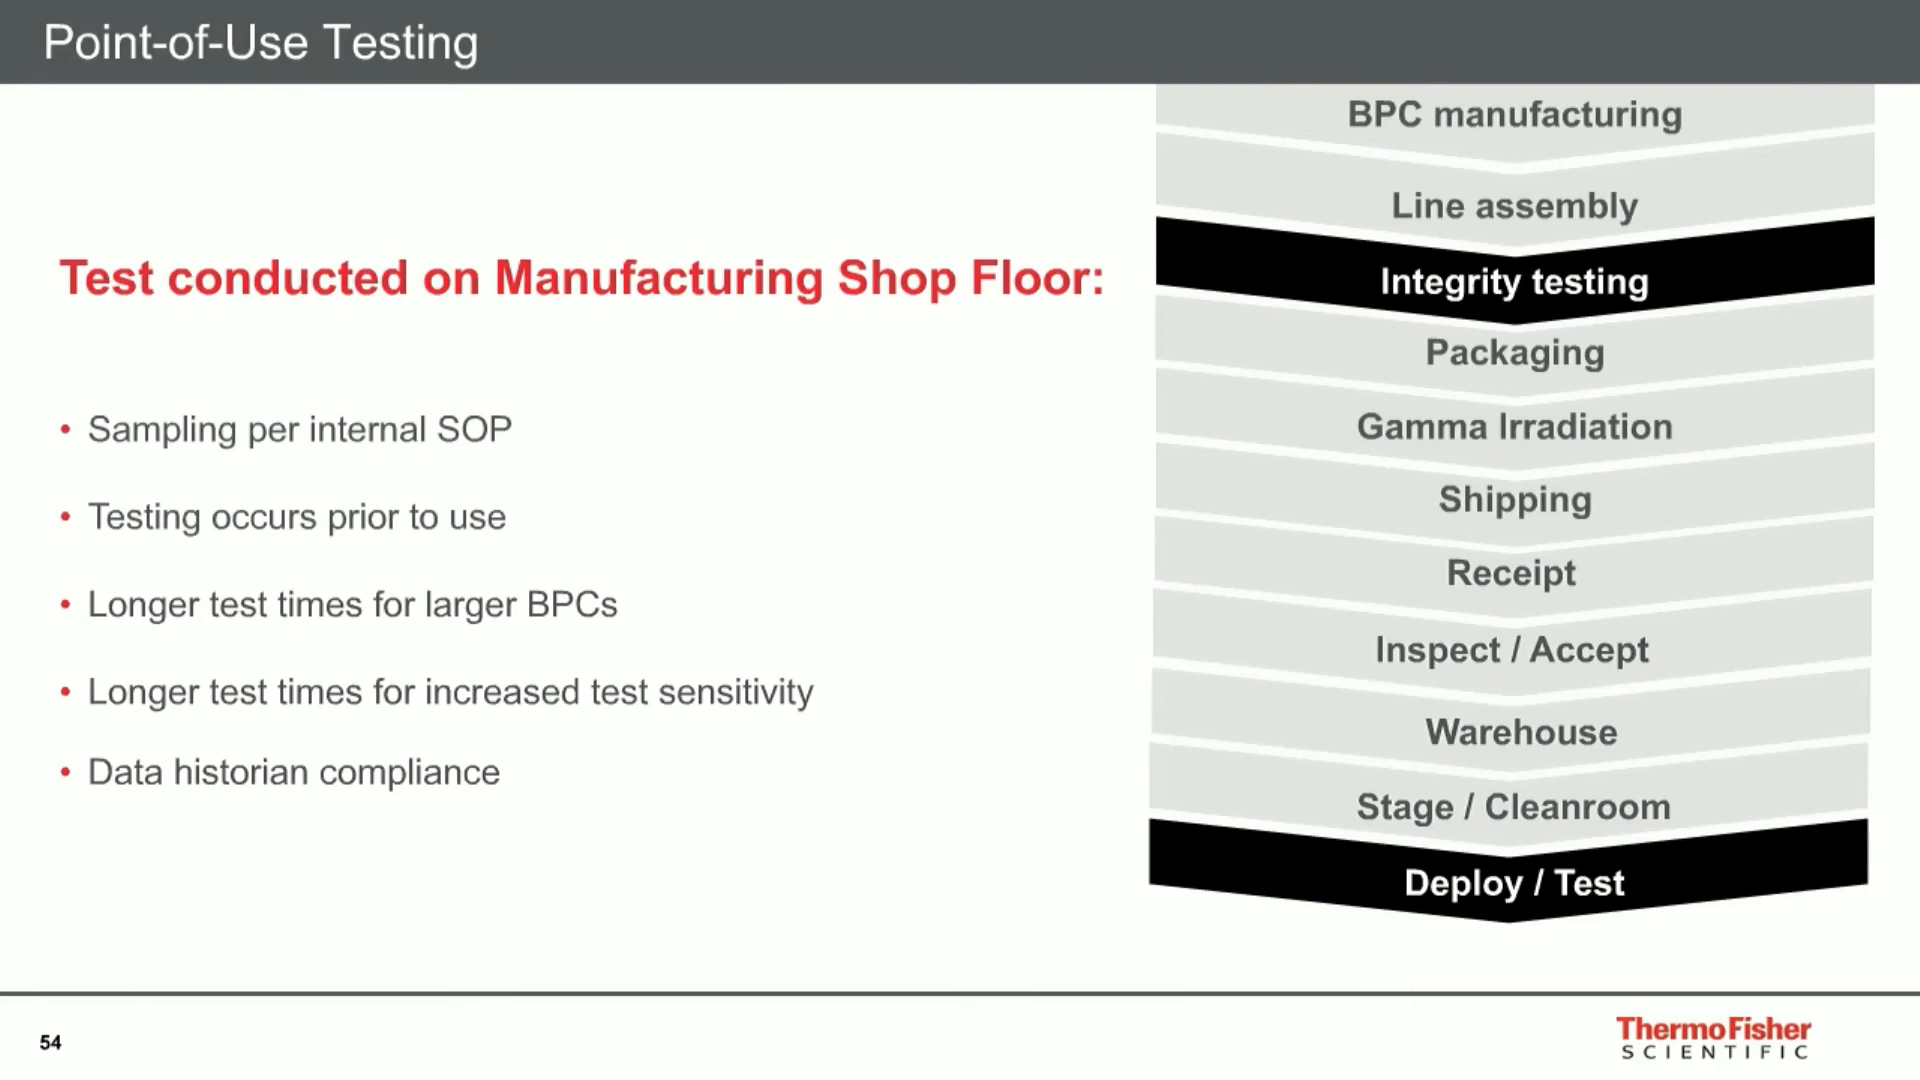 Point-of-Use Testing
Test conducted on Manufacturing Shop Floor:
• Sampling per internal SOP
• Testing occurs prior to use
• Longer test times for larger BPCs
• Longer test times for increased test sensitivity
• Data historian compliance
BPC manufacturing
Line assembly
Integrity testing
Packaging
Gamma Irradiation
Shipping
Receipt
Inspect / Accept
Warehouse
Stage / Cleanroom
Deploy / Test
54
ThermoFisher
SCIENTIFIC